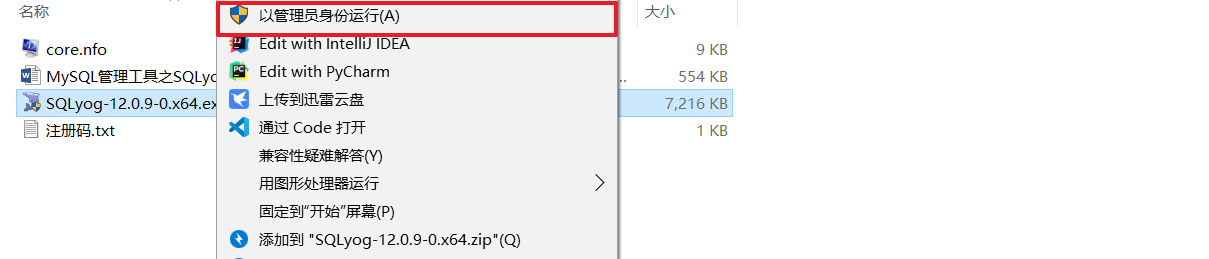 名称
大小
以管理员身份运行(A)
core.nfo
Edit with IntelliJ IDEA
9 KB
MySQL管理工具之SQLyo
Edit with PyCharm
..
554 KB
SQLyog-12.0.9-0.x64.ex
上传到迅雷云盘
7,216 KB
注册码.txt
通过 Code 打开
1 KB
兼容性疑难解答(Y)
用图形处理器运行
固定到"开始"屏幕(P)
添加到 "SQLyog-12.0.9-0.x64.zip"(Q)